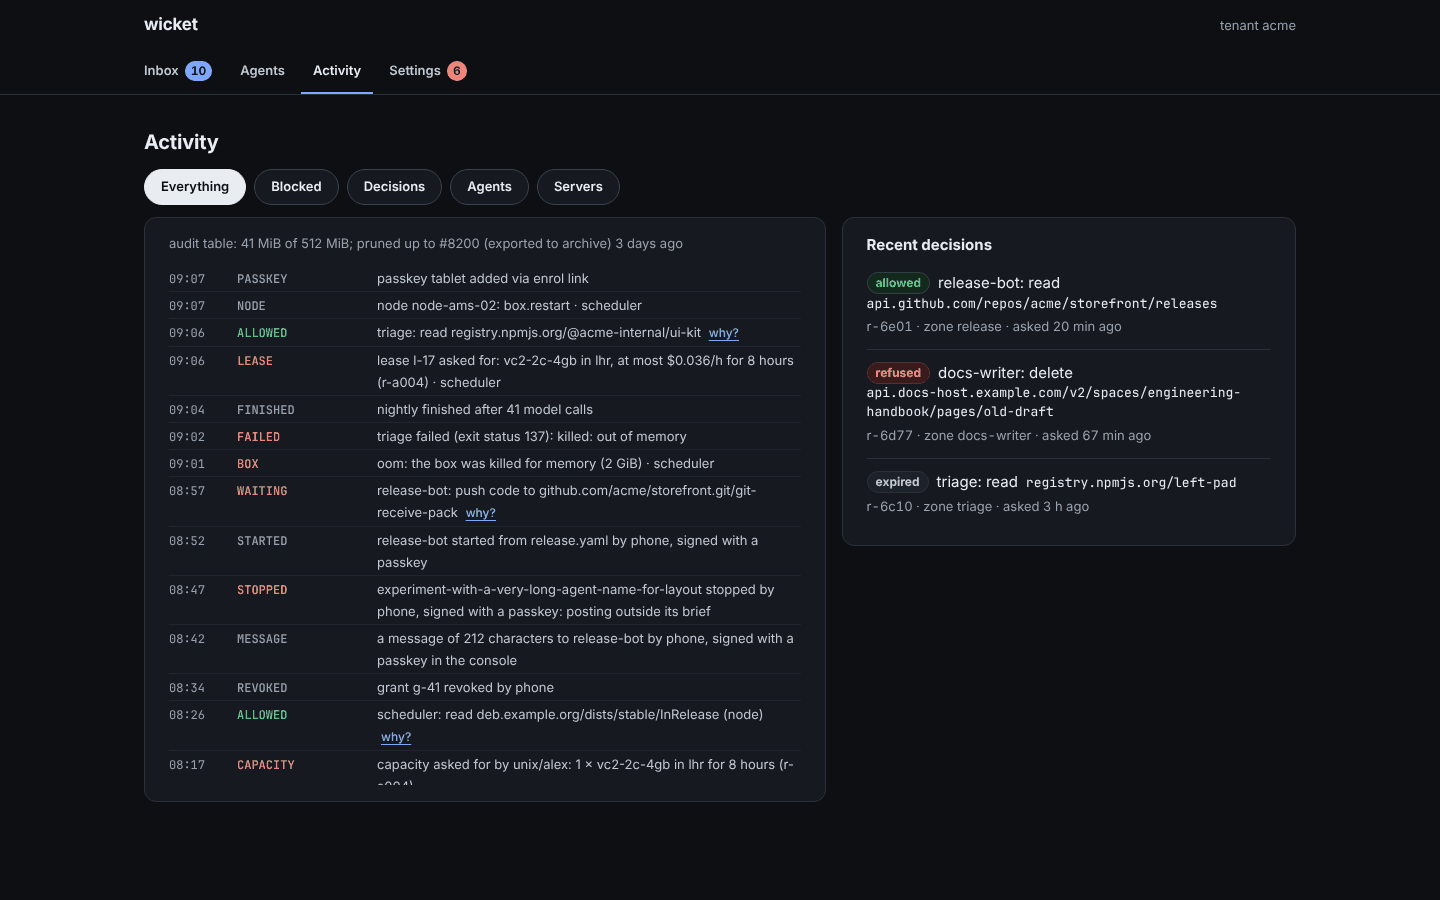 wicket
tenant acme
Inbox 10 Agents Activity Settings 6
Activity
Everything Blocked Decisions Agents Servers
audit table: 41 MiB of 512 MiB; pruned up to #8200 (exported to archive) 3 days ago
09:07 PASSKEY passkey tablet added via enrol link
09:07 NODE node node-ams-02: box.restart · scheduler
09:06 ALLOWED triage: read registry.npmjs.org/@acme-internal/ui-kit why?
09:06 LEASE lease l-17 asked for: vc2-2c-4gb in lhr, at most $0.036/h for 8 hours
(r-a004) · scheduler
09:04 FINISHED nightly finished after 41 model calls
09:02 FAILED triage failed (exit status 137): killed: out of memory
09:01 BOX oom: the box was killed for memory (2 GiB) · scheduler
08:57 WAITING release-bot: push code to github.com/acme/storefront.git/git-
receive-pack why?
08:52 STARTED release-bot started from release.yaml by phone, signed with a
passkey
08:47 STOPPED experiment-with-a-very-long-agent-name-for-layout stopped by
phone, signed with a passkey: posting outside its brief
08:42 MESSAGE a message of 212 characters to release-bot by phone, signed with a
passkey in the console
08:34 REVOKED grant g-41 revoked by phone
08:26 ALLOWED scheduler: read deb.example.org/dists/stable/InRelease (node)
why?
08:17 CAPACITY capacity asked for by unix/alex: 1 × vc2-2c-4gb in lhr for 8 hours (r-
a004)
Recent decisions
allowed release-bot: read
api.github.com/repos/acme/storefront/releases
r-6e01 · zone release · asked 20 min ago
refused docs-writer: delete
api.docs-host.example.com/v2/spaces/engineering-
handbook/pages/old-draft
r-6d77 · zone docs-writer · asked 67 min ago
expired triage: read registry.npmjs.org/left-pad
r-6c10 · zone triage · asked 3 h ago